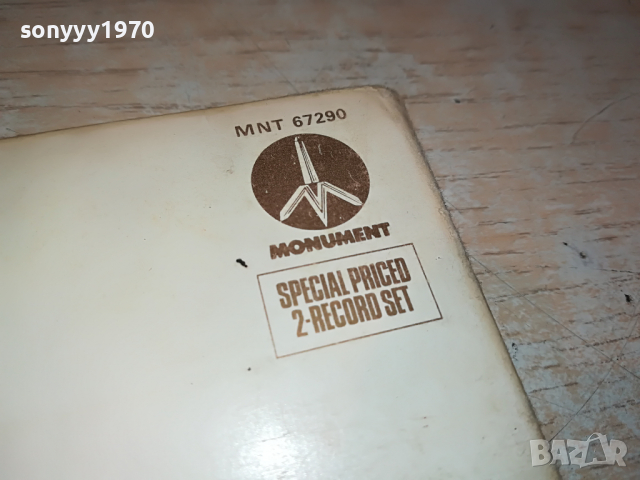 sonyyy1970
MNT 67290
MONUMENT
SPECIAL PRICED
2-RECORD SET
BAZAR